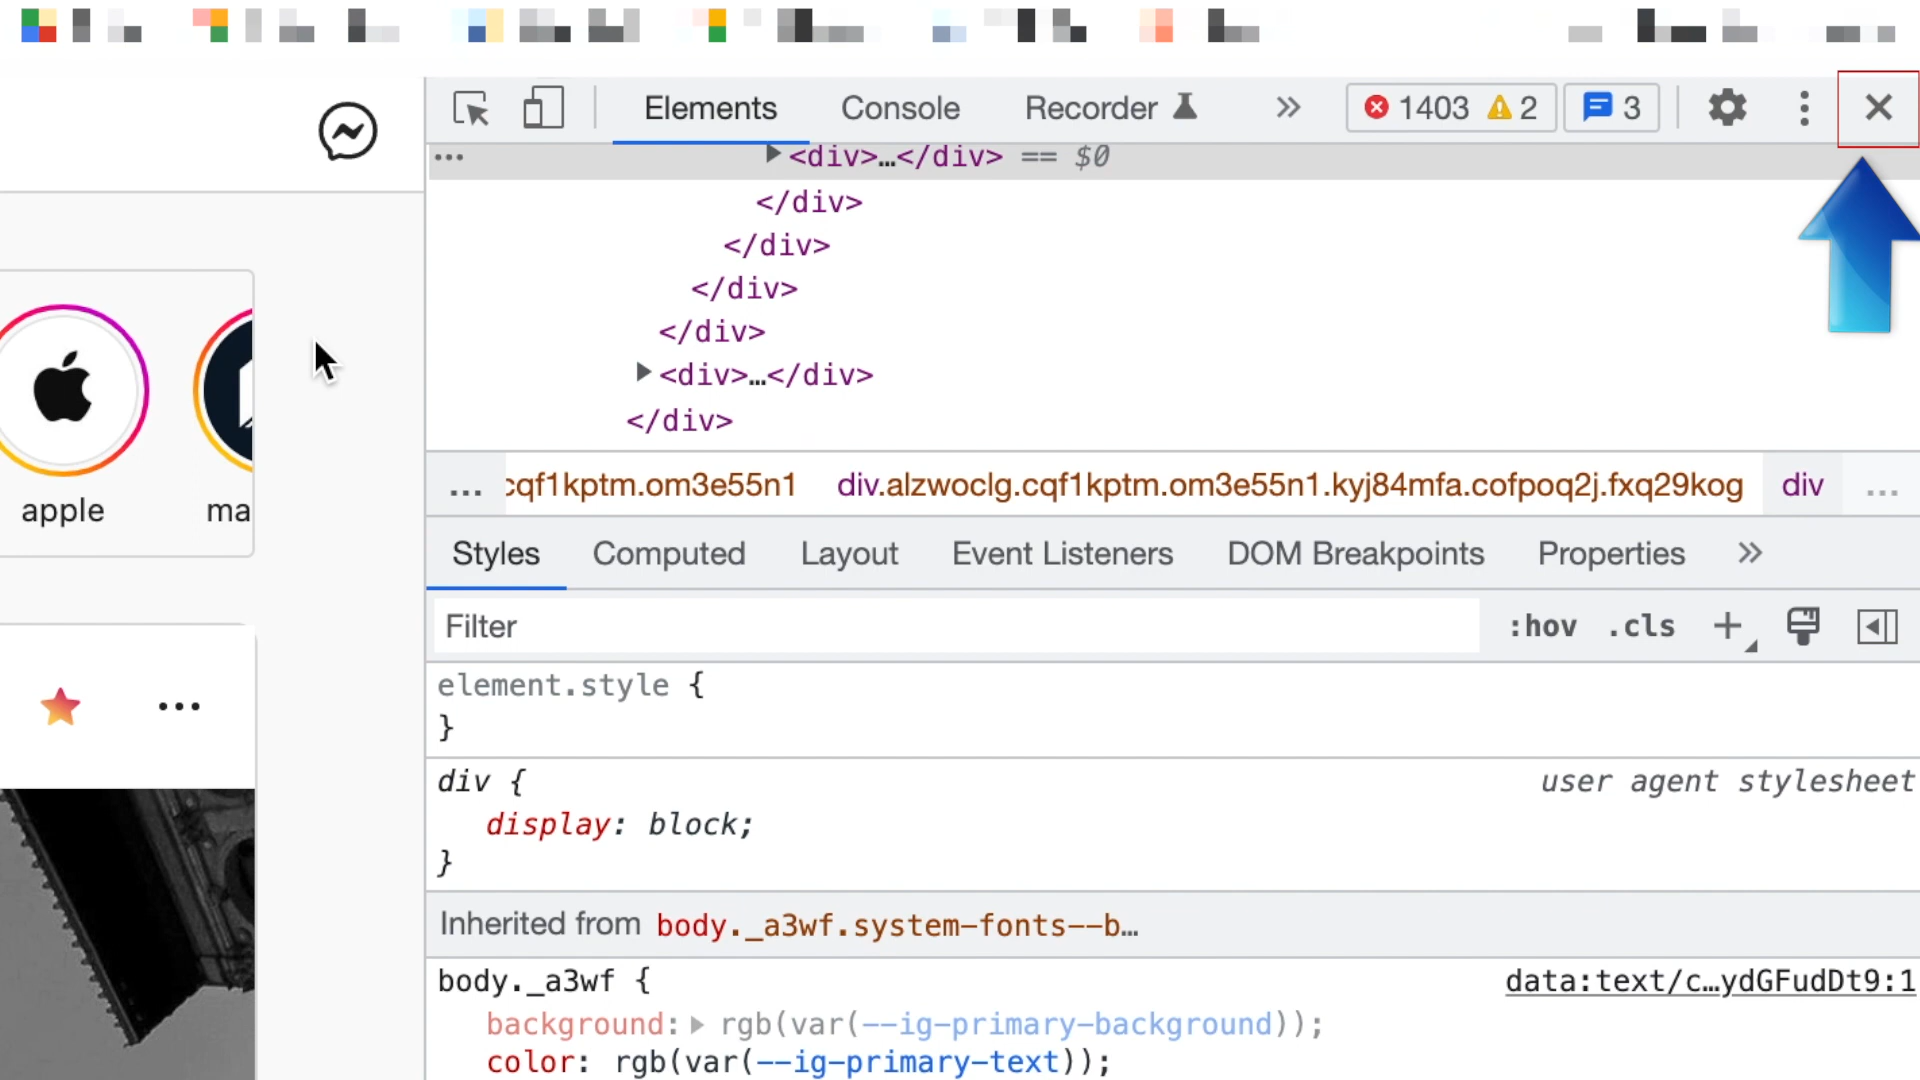 Elements Console Recorder 1403 2 3
<div>…</div> == $0
</div>
</div>
</div>
</div>
<div>…</div>
</div>
... cqf1kptm.om3e55n1 div.alzwoclg.cqf1kptm.om3e55n1.kyj84mfa.cofpoq2j.fxq29kog div ...
apple
ma
Styles Computed Layout Event Listeners DOM Breakpoints Properties
Filter :hov .cls
element.style {
}
div { user agent stylesheet
display: block;
}
Inherited from body._a3wf.system-fonts--b…
body._a3wf { data:text/c…ydGFudDt9:1
background: rgb(var(--ig-primary-background));
color: rgb(var(--ig-primary-text));